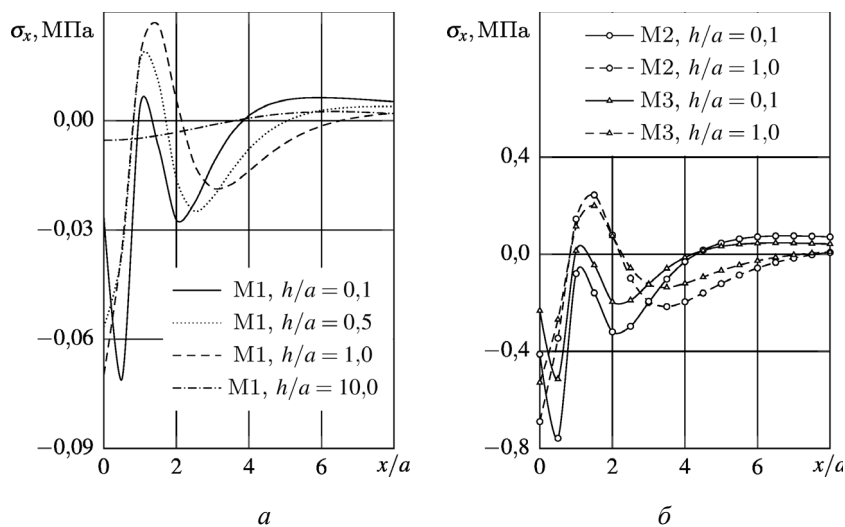 σx, МПа
0,00
−0,03
−0,06
−0,09
M1, h/a = 0,1
M1, h/a = 0,5
M1, h/a = 1,0
M1, h/a = 10,0
0
2
4
6
x/a
а
σx, МПа
M2, h/a = 0,1
M2, h/a = 1,0
M3, h/a = 0,1
M3, h/a = 1,0
0,4
0,0
−0,4
−0,8
0
2
4
6
x/a
б